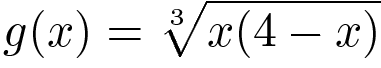 g(x) = ∛(x(4 − x))